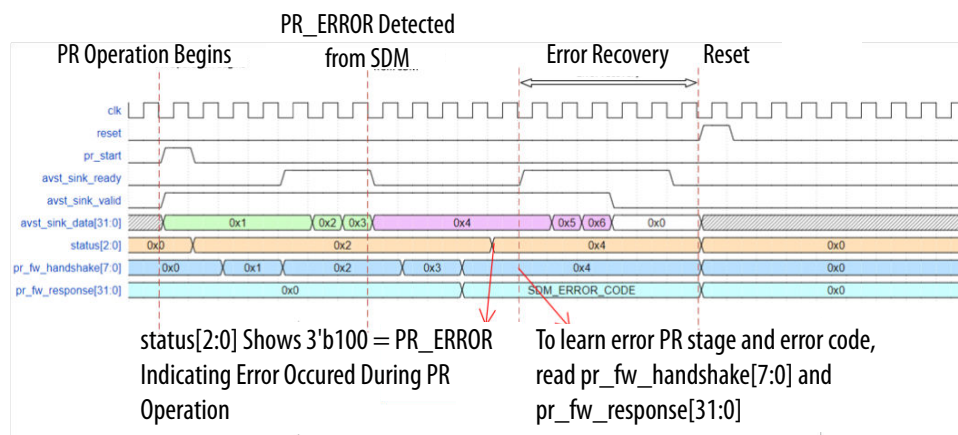 PR_ERROR Detected
PR Operation Begins from SDM Error Recovery Reset
clk
reset
pr_start
avst_sink_ready
avst_sink_valid
avst_sink_data[31:0] 0x1 0x2 0x3 0x4 0x5 0x6 0x0
status[2:0] 0x0 0x2 0x4 0x0
pr_fw_handshake[7:0] 0x0 0x1 0x2 0x3 0x4 0x0
pr_fw_response[31:0] 0x0 SDM_ERROR_CODE 0x0
status[2:0] Shows 3'b100 = PR_ERROR
Indicating Error Occured During PR
Operation
To learn error PR stage and error code,
read pr_fw_handshake[7:0] and
pr_fw_response[31:0]